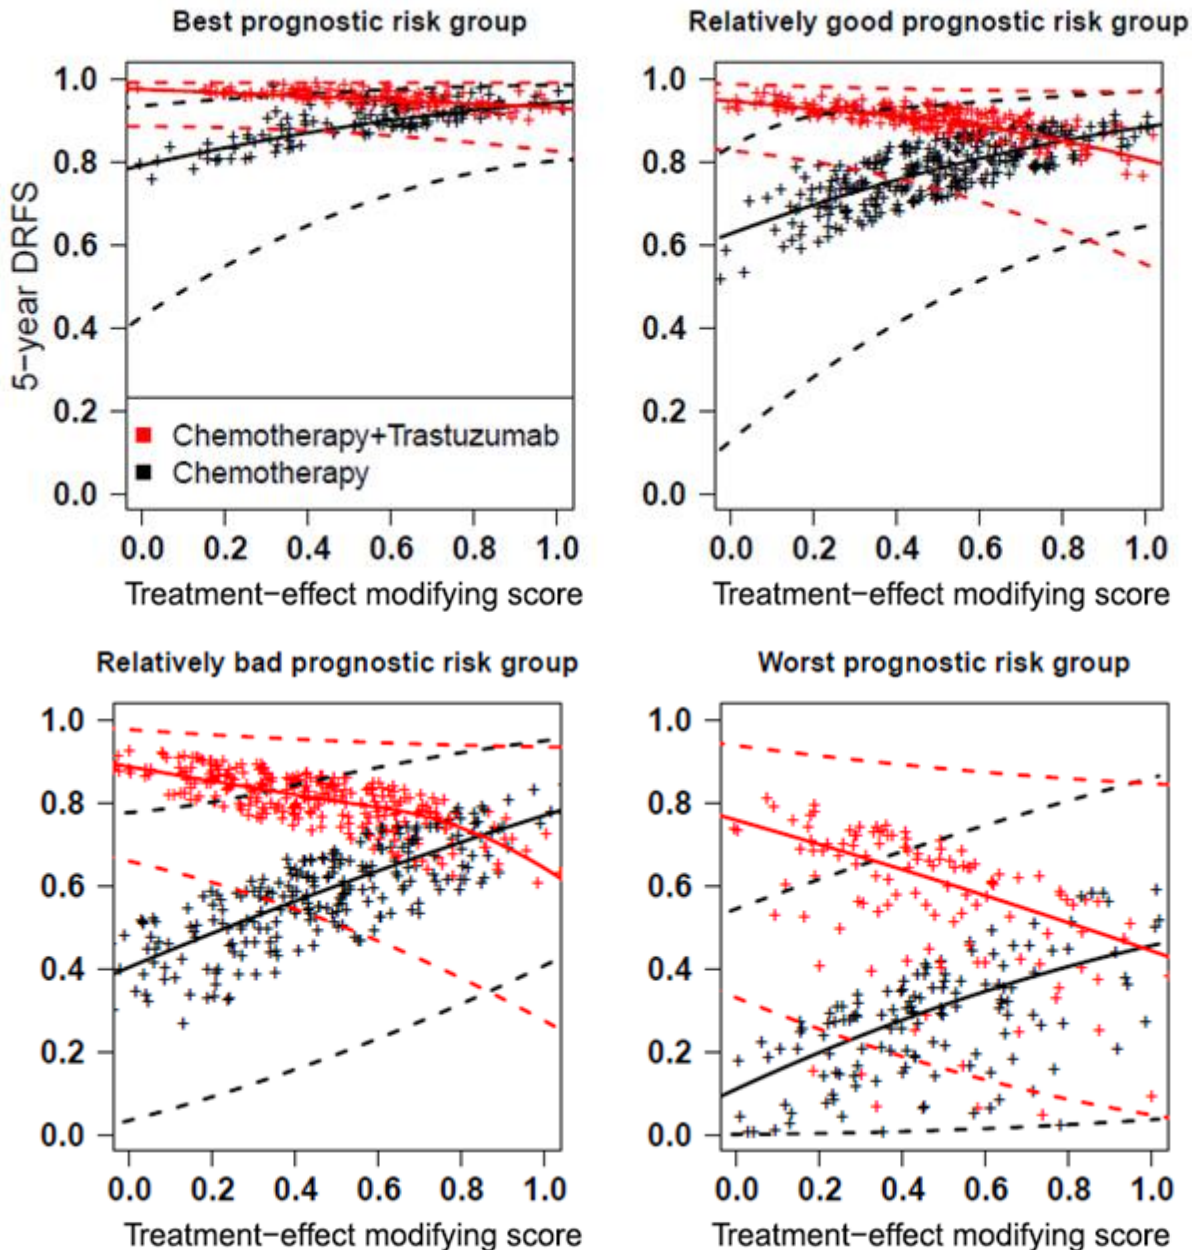 Best prognostic risk group
Relatively good prognostic risk group
5−year DRFS
1.0
0.8
0.6
0.4
0.2
0.0
Chemotherapy+Trastuzumab
Chemotherapy
0.0 0.2 0.4 0.6 0.8 1.0
Treatment−effect modifying score
1.0
0.8
0.6
0.4
0.2
0.0
0.0 0.2 0.4 0.6 0.8 1.0
Treatment−effect modifying score
Relatively bad prognostic risk group
Worst prognostic risk group
1.0
0.8
0.6
0.4
0.2
0.0
0.0 0.2 0.4 0.6 0.8 1.0
Treatment−effect modifying score
1.0
0.8
0.6
0.4
0.2
0.0
0.0 0.2 0.4 0.6 0.8 1.0
Treatment−effect modifying score